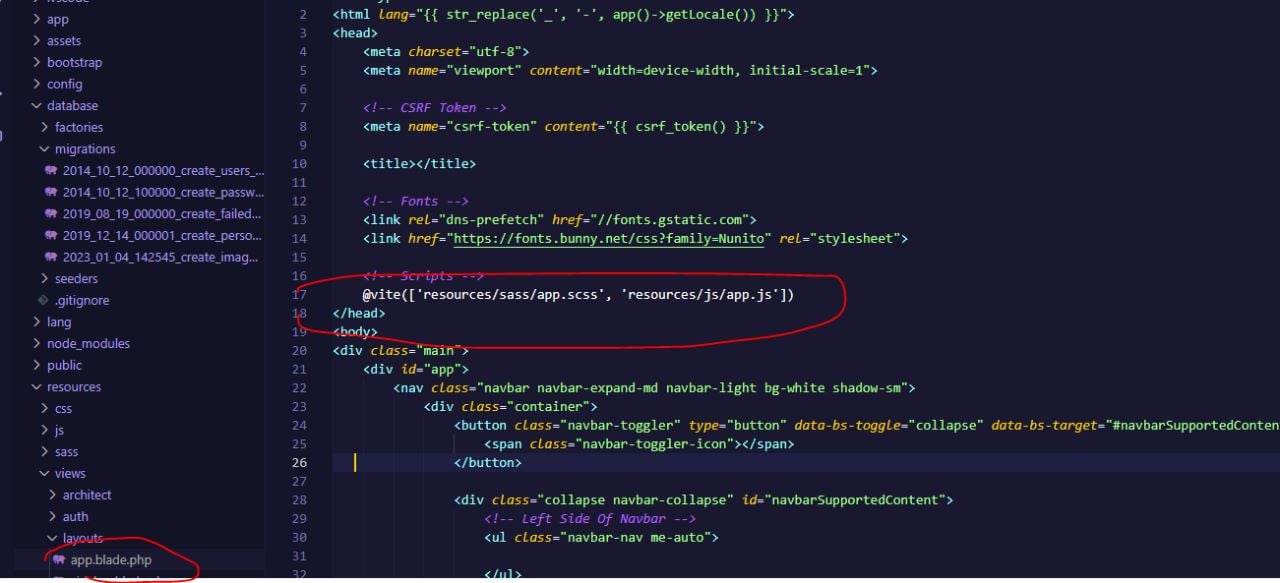 app
assets
bootstrap
config
database
factories
migrations
2014_10_12_000000_create_users_...
2014_10_12_100000_create_passw...
2019_08_19_000000_create_failed...
2019_12_14_000001_create_perso...
2023_01_04_142545_create_imag...
seeders
.gitignore
lang
node_modules
public
resources
css
js
sass
views
architect
auth
layouts
app.blade.php
2 <html lang="{{ str_replace('_', '-', app()->getLocale()) }}">
3 <head>
4 <meta charset="utf-8">
5 <meta name="viewport" content="width=device-width, initial-scale=1">
6
7 <!-- CSRF Token -->
8 <meta name="csrf-token" content="{{ csrf_token() }}">
9
10 <title></title>
11
12 <!-- Fonts -->
13 <link rel="dns-prefetch" href="//fonts.gstatic.com">
14 <link href="https://fonts.bunny.net/css?family=Nunito" rel="stylesheet">
15
16 <!-- Scripts -->
17 @vite(['resources/sass/app.scss', 'resources/js/app.js'])
18 </head>
19 <body>
20 <div class="main">
21 <div id="app">
22 <nav class="navbar navbar-expand-md navbar-light bg-white shadow-sm">
23 <div class="container">
24 <button class="navbar-toggler" type="button" data-bs-toggle="collapse" data-bs-target="#navbarSupportedConten
25 <span class="navbar-toggler-icon"></span>
26 </button>
27
28 <div class="collapse navbar-collapse" id="navbarSupportedContent">
29 <!-- Left Side Of Navbar -->
30 <ul class="navbar-nav me-auto">
31
32 </ul>